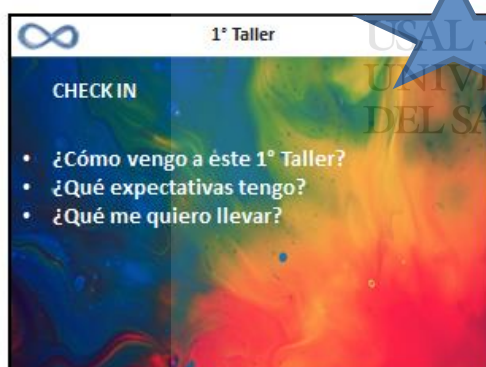 1° Taller
USAL
UNIV
DEL SA
CHECK IN
• ¿Cómo vengo a éste 1° Taller?
• ¿Qué expectativas tengo?
• ¿Qué me quiero llevar?